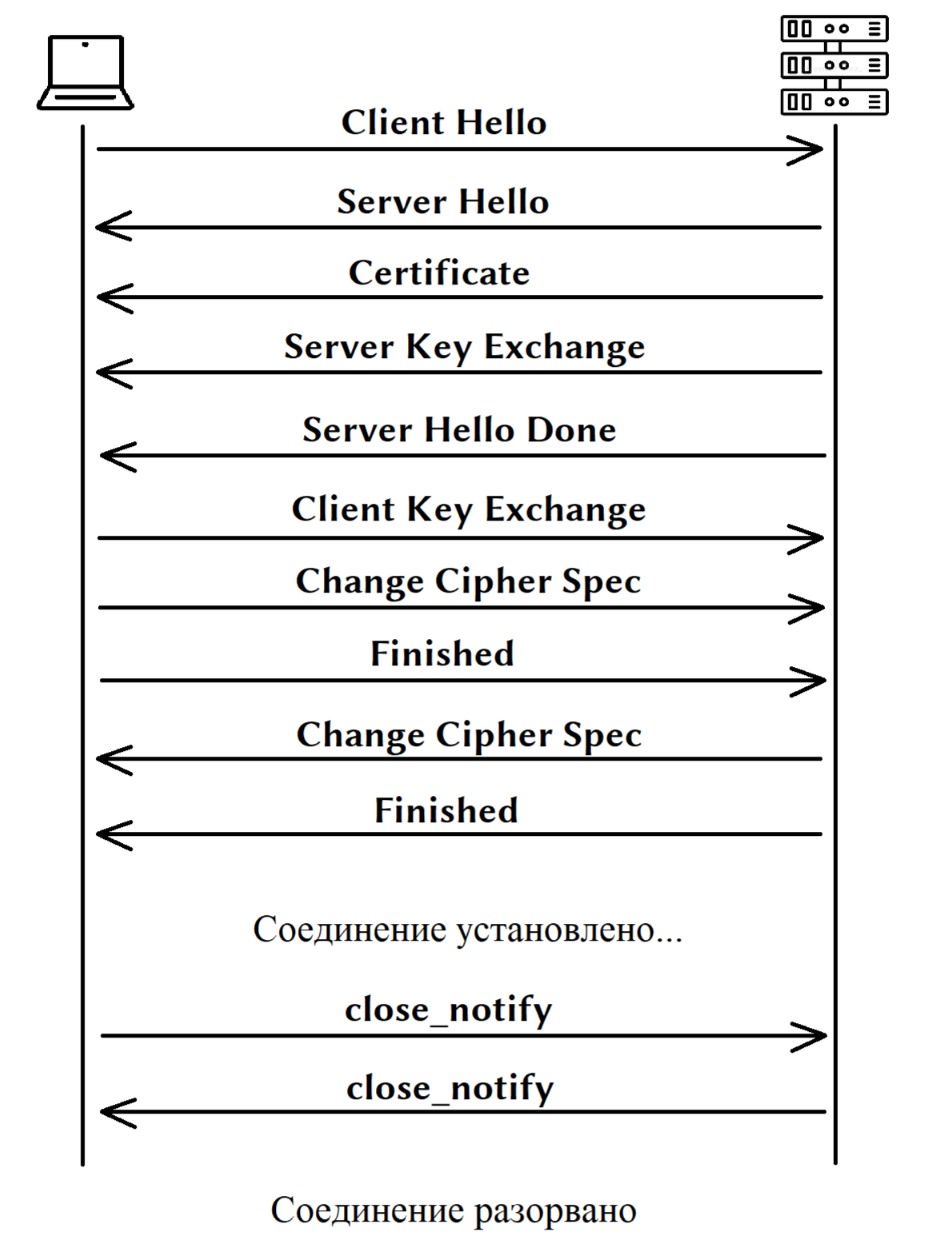 Client Hello
Server Hello
Certificate
Server Key Exchange
Server Hello Done
Client Key Exchange
Change Cipher Spec
Finished
Change Cipher Spec
Finished
Соединение установлено...
close_notify
close_notify
Соединение разорвано